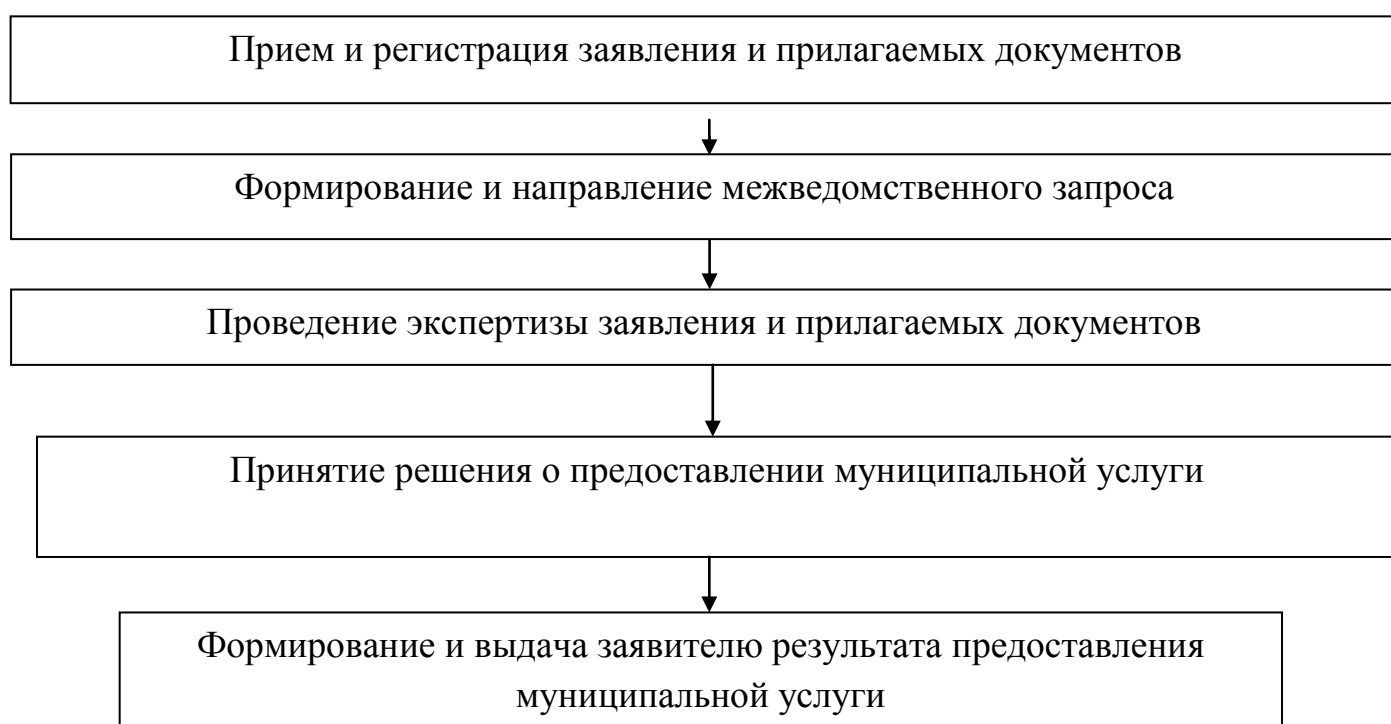 Прием и регистрация заявления и прилагаемых документов
Формирование и направление межведомственного запроса
Проведение экспертизы заявления и прилагаемых документов
Принятие решения о предоставлении муниципальной услуги
Формирование и выдача заявителю результата предоставления
муниципальной услуги